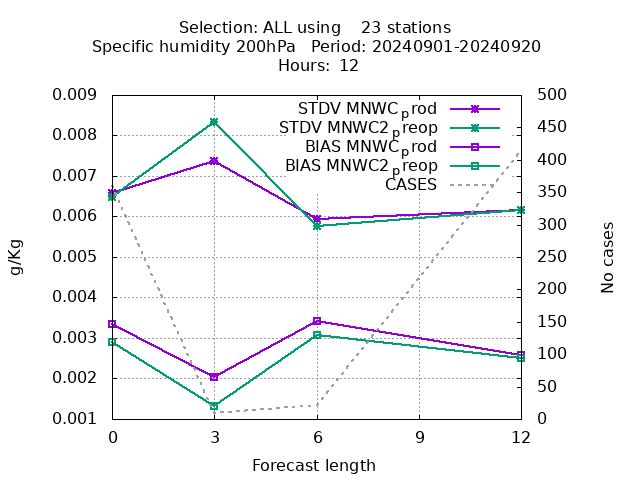 Selection: ALL using    23 stations
Specific humidity 200hPa   Period: 20240901-20240920
Hours: 12
STDV MNWC_prod
STDV MNWC2_preop
BIAS MNWC_prod
BIAS MNWC2_preop
CASES
g/Kg
0.009
0.008
0.007
0.006
0.005
0.004
0.003
0.002
0.001
500
450
400
350
300
250
200
150
100
50
0
No cases
0 3 6 9 12
Forecast length